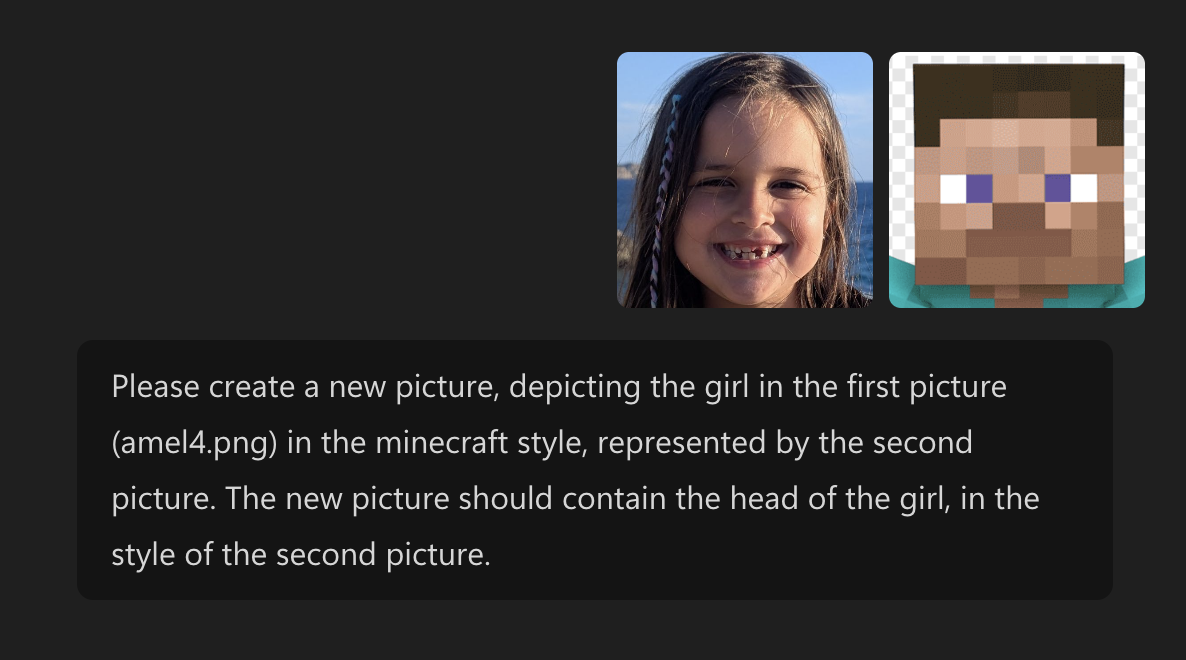 Please create a new picture, depicting the girl in the first picture
(amel4.png) in the minecraft style, represented by the second
picture. The new picture should contain the head of the girl, in the
style of the second picture.